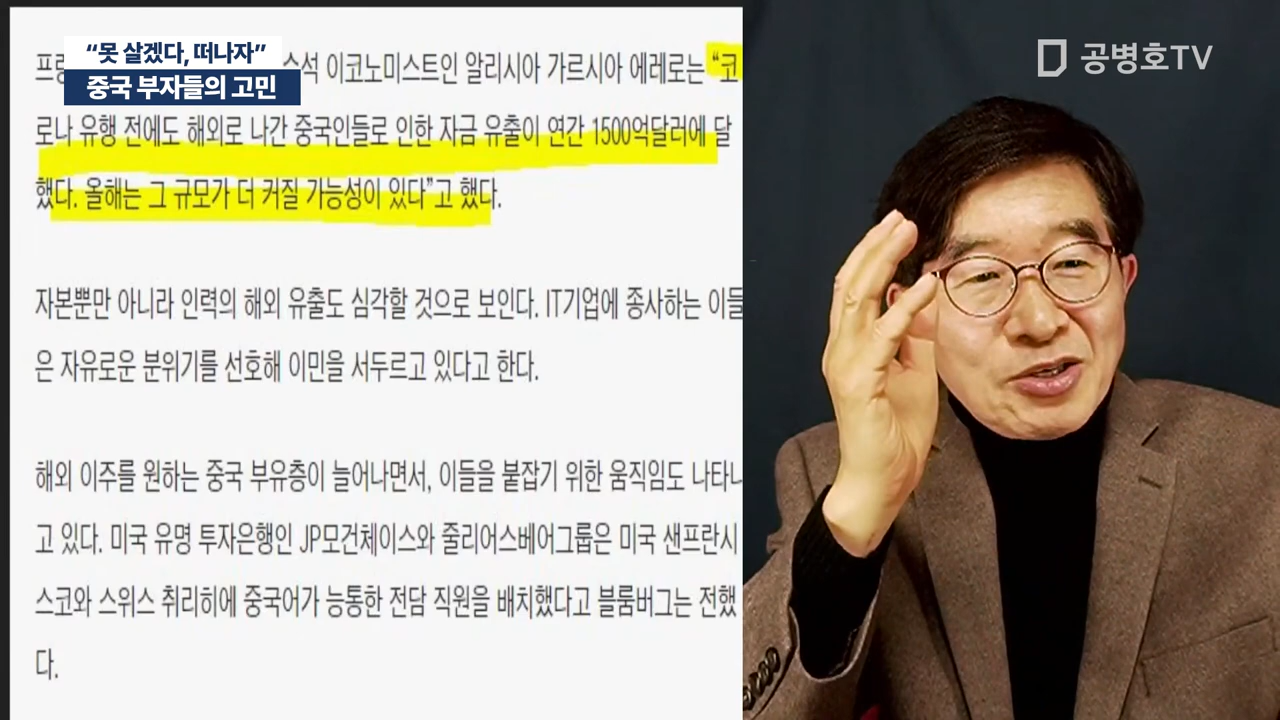 “못 살겠다, 떠나자”
중국 부자들의 고민
공병호TV
수석 이코노미스트인 알리시아 가르시아 에레로는 “코
로나 유행 전에도 해외로 나간 중국인들로 인한 자금 유출이 연간 1500억달러에 달
했다. 올해는 그 규모가 더 커질 가능성이 있다”고 했다.
자본뿐만 아니라 인력의 해외 유출도 심각할 것으로 보인다. IT기업에 종사하는 이들
은 자유로운 분위기를 선호해 이민을 서두르고 있다고 한다.
해외 이주를 원하는 중국 부유층이 늘어나면서, 이들을 붙잡기 위한 움직임도 나타나
고 있다. 미국 유명 투자은행인 JP모건체이스와 줄리어스베어그룹은 미국 샌프란시
스코와 스위스 취리히에 중국어가 능통한 전담 직원을 배치했다고 블룸버그는 전했
다.